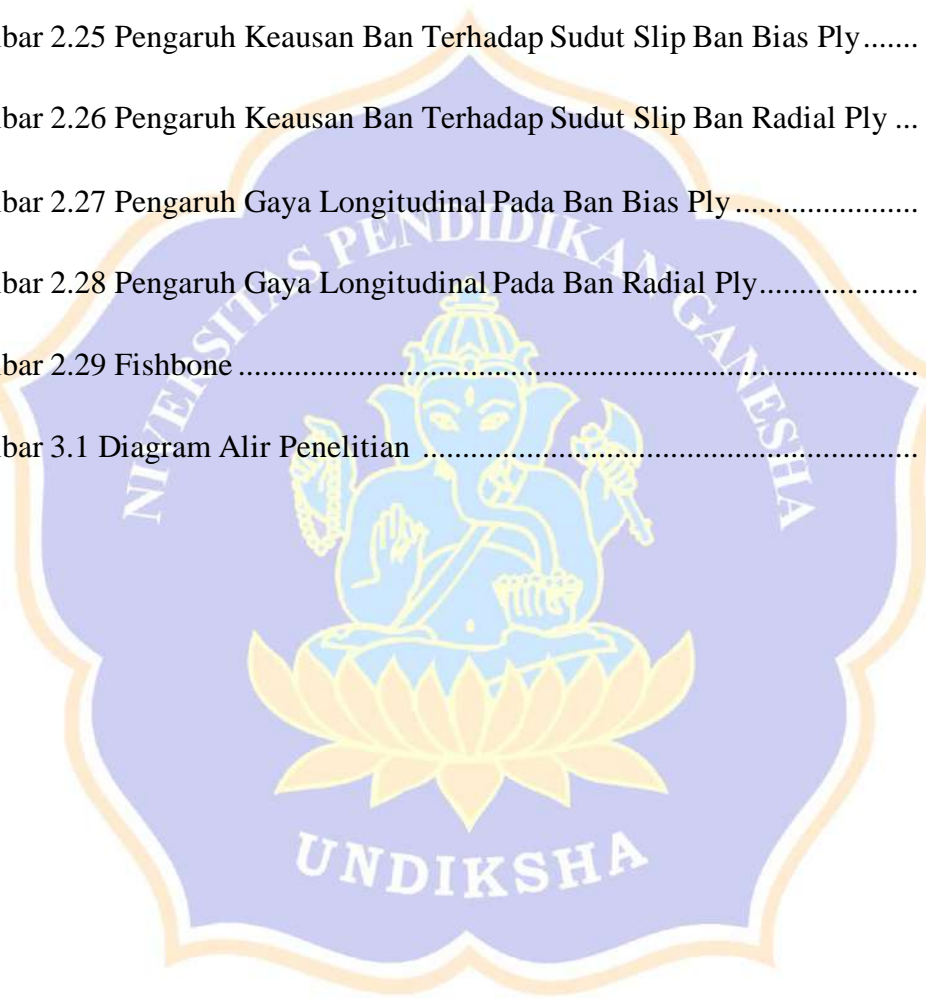 bar 2.25 Pengaruh Keausan Ban Terhadap Sudut Slip Ban Bias Ply.......
bar 2.26 Pengaruh Keausan Ban Terhadap Sudut Slip Ban Radial Ply ...
bar 2.27 Pengaruh Gaya Longitudinal Pada Ban Bias Ply.......................
bar 2.28 Pengaruh Gaya Longitudinal Pada Ban Radial Ply....................
bar 2.29 Fishbone.....................................................................................
bar 3.1 Diagram Alir Penelitian ..............................................................
NIVERSITAS PENDIDIKAN GANESHA
UNDIKSHA